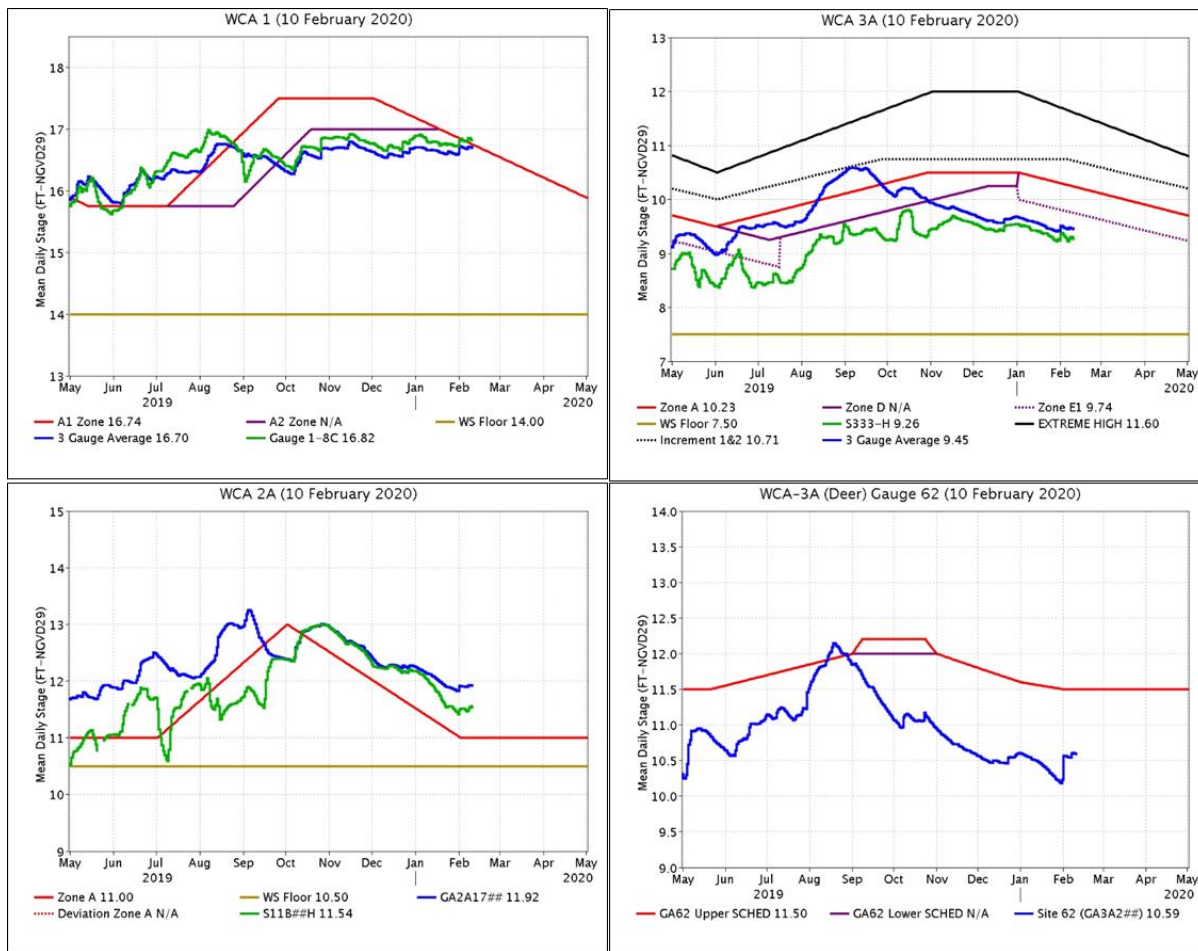 WCA 1 (10 February 2020)
Mean Daily Stage (FT-NGVD29)
18
17
16
15
14
13
May Jun Jul Aug Sep Oct Nov Dec Jan Feb Mar Apr May
2019 | 2020
A1 Zone 16.74 A2 Zone N/A WS Floor 14.00
3 Gauge Average 16.70 Gauge 1-8C 16.82
WCA 3A (10 February 2020)
Mean Daily Stage (FT-NGVD29)
13
12
11
10
9
8
7
May Jun Jul Aug Sep Oct Nov Dec Jan Feb Mar Apr May
2019 | 2020
Zone A 10.23 Zone D N/A Zone E1 9.74
WS Floor 7.50 S333-H 9.26 EXTREME HIGH 11.60
Increment 1&2 10.71 3 Gauge Average 9.45
WCA 2A (10 February 2020)
Mean Daily Stage (FT-NGVD29)
15
14
13
12
11
10
9
May Jun Jul Aug Sep Oct Nov Dec Jan Feb Mar Apr May
2019 | 2020
Zone A 11.00 WS Floor 10.50 GA2A17## 11.92
Deviation Zone A N/A S11B##H 11.54
WCA-3A (Deer) Gauge 62 (10 February 2020)
Mean Daily Stage (FT-NGVD29)
14.0
13.5
13.0
12.5
12.0
11.5
11.0
10.5
10.0
9.5
9.0
May Jun Jul Aug Sep Oct Nov Dec Jan Feb Mar Apr May
2019 | 2020
GA62 Upper SCHED 11.50 GA62 Lower SCHED N/A Site 62 (GA3A2##) 10.59